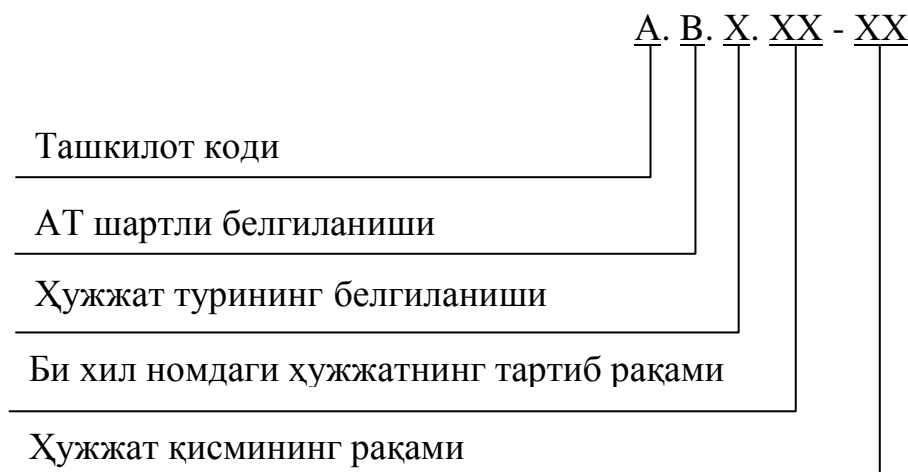 А. В. Х. ХХ - ХХ
Ташкилот коди
АТ шартли белгиланиши
Ҳужжат турининг белгиланиши
Би хил номдаги ҳужжатнинг тартиб рақами
Ҳужжат қисмининг рақами